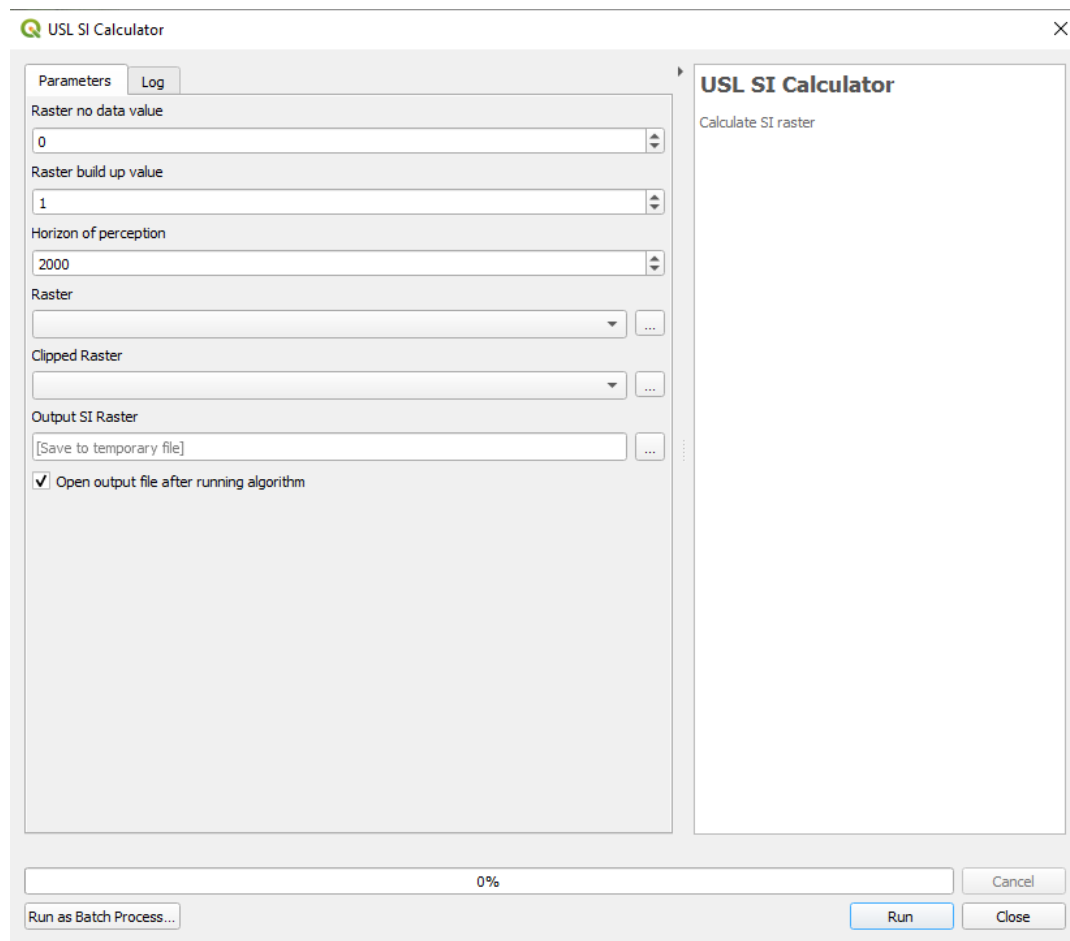 USL SI Calculator
Parameters
Log
Raster no data value
0
Raster build up value
1
Horizon of perception
2000
Raster
...
Clipped Raster
...
Output SI Raster
[Save to temporary file]
...
Open output file after running algorithm
USL SI Calculator
Calculate SI raster
0%
Cancel
Run as Batch Process...
Run
Close